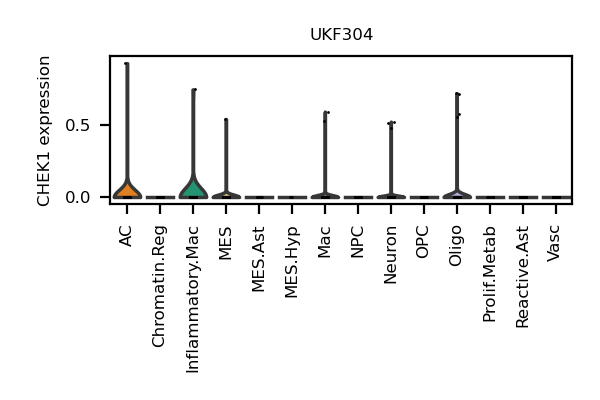 UKF304
CHEK1 expression
0.5
0.0
AC
Chromatin.Reg
Inflammatory.Mac
MES
MES.Ast
MES.Hyp
Mac
NPC
Neuron
OPC
Oligo
Prolif.Metab
Reactive.Ast
Vasc